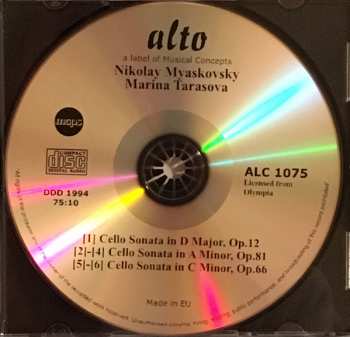 alto
a label of Musical Concepts
Nikolay Myaskovsky
Marina Tarasova
mcps
COMPACT
disc
DIGITAL AUDIO
DDD 1994
75:10
ALC 1075
Licensed from
Olympia
[1] Cello Sonata in D Major, Op.12
[2]-[4] Cello Sonata in A Minor, Op.81
[5]-[6] Cello Sonata in C Minor, Op.66
Made in EU